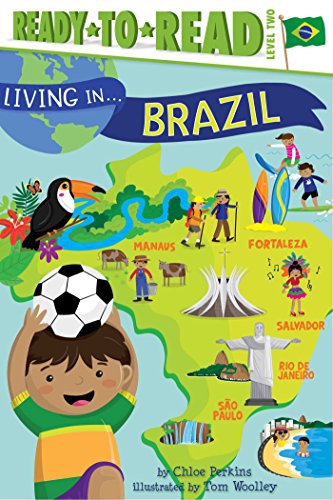 READY-TO-READ
LEVEL TWO
LIVING IN...
BRAZIL
MANAUS
FORTALEZA
SALVADOR
RIO DE
JANEIRO
SÃO
PAULO
by Chloe Perkins
illustrated by Tom Woolley